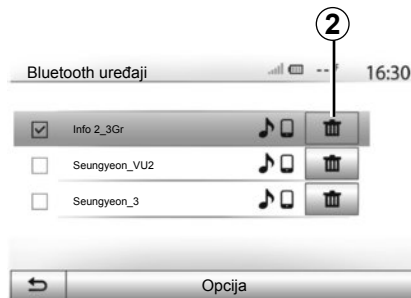 2
Bluetooth uređaji -- F 16:30
Info 2_3Gr
Seungyeon_VU2
Seungyeon_3
Opcija